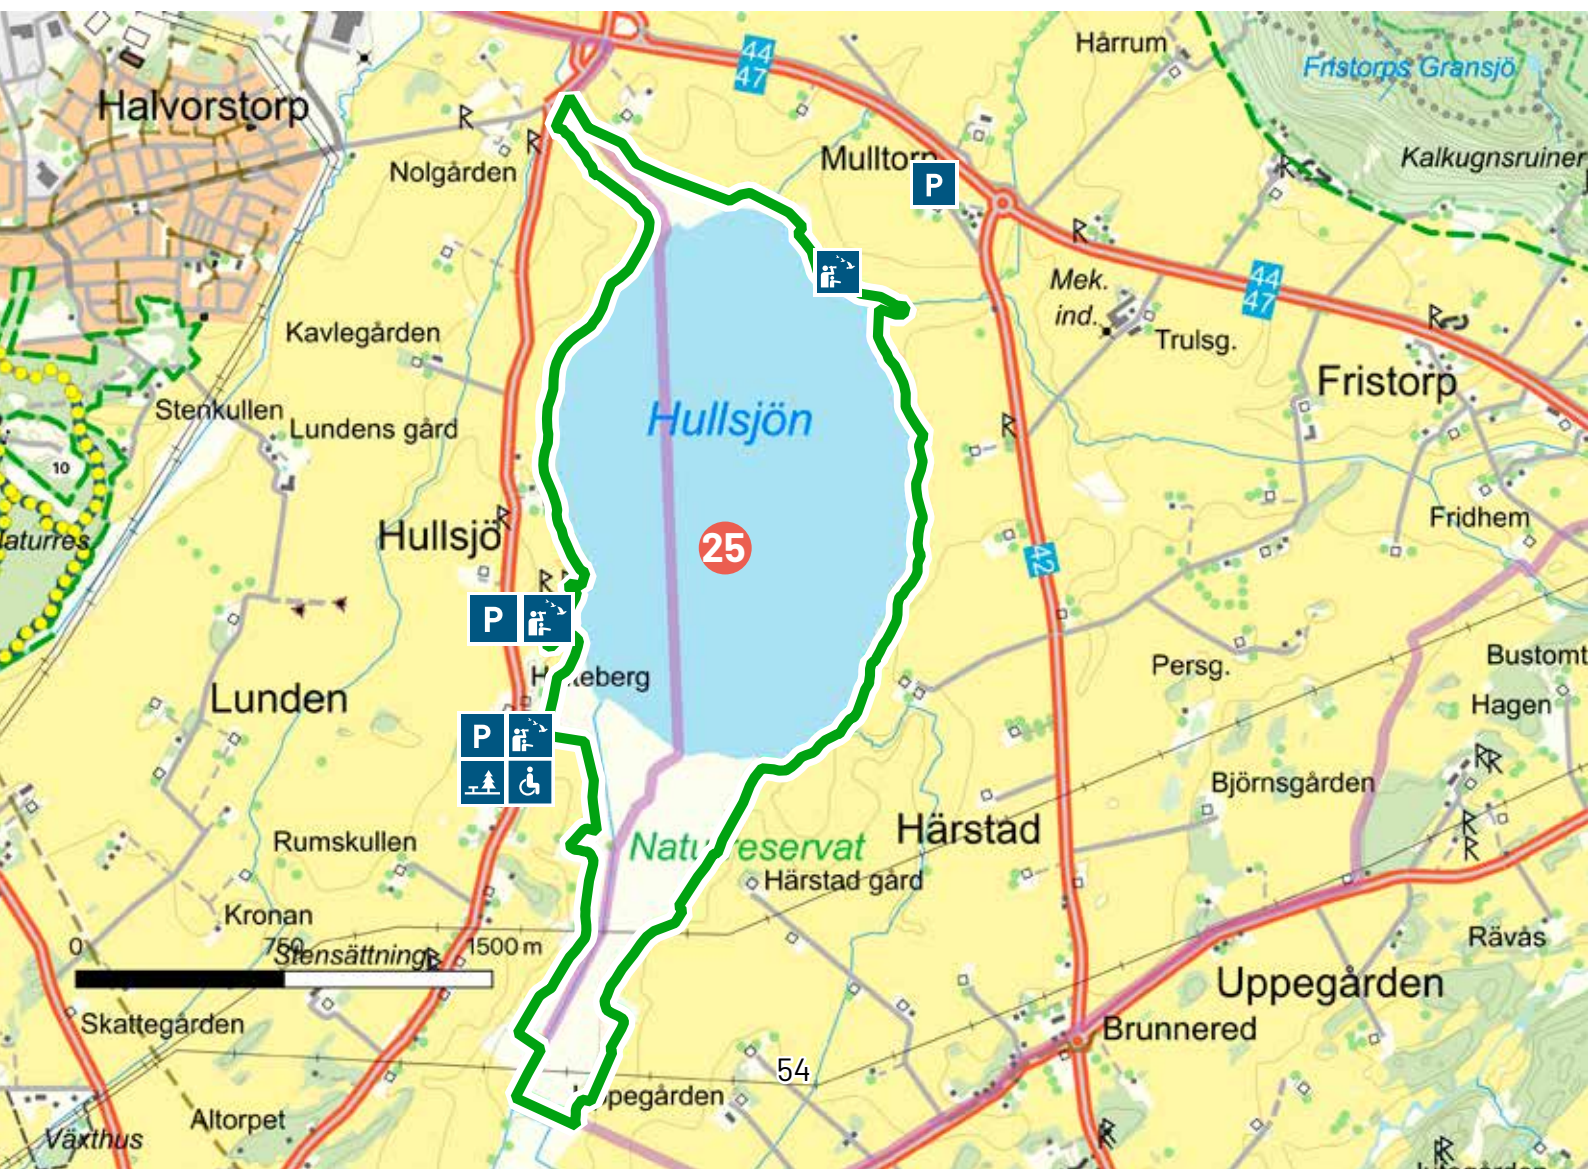 Hårrum
44
47
Fristorps Gransjö
Halvorstorp
Kalkugnsruiner
Mulltorp
P
Nolgården
44
47
Mek.
ind.
Trulsg.
Kavlegården
Fristorp
Stenkullen
Lundens gård
Hullsjön
10
Fridhem
Hullsjö
25
42
P
Bustomt
Persg.
Hagen
Lunden
P
Björnsgården
Rumskullen
Härstad
Härstad gård
Kronan
0
750
1500 m
Stensättning
Rävås
Uppegården
Skattegården
Brunnered
54
Altorpet
Växthus